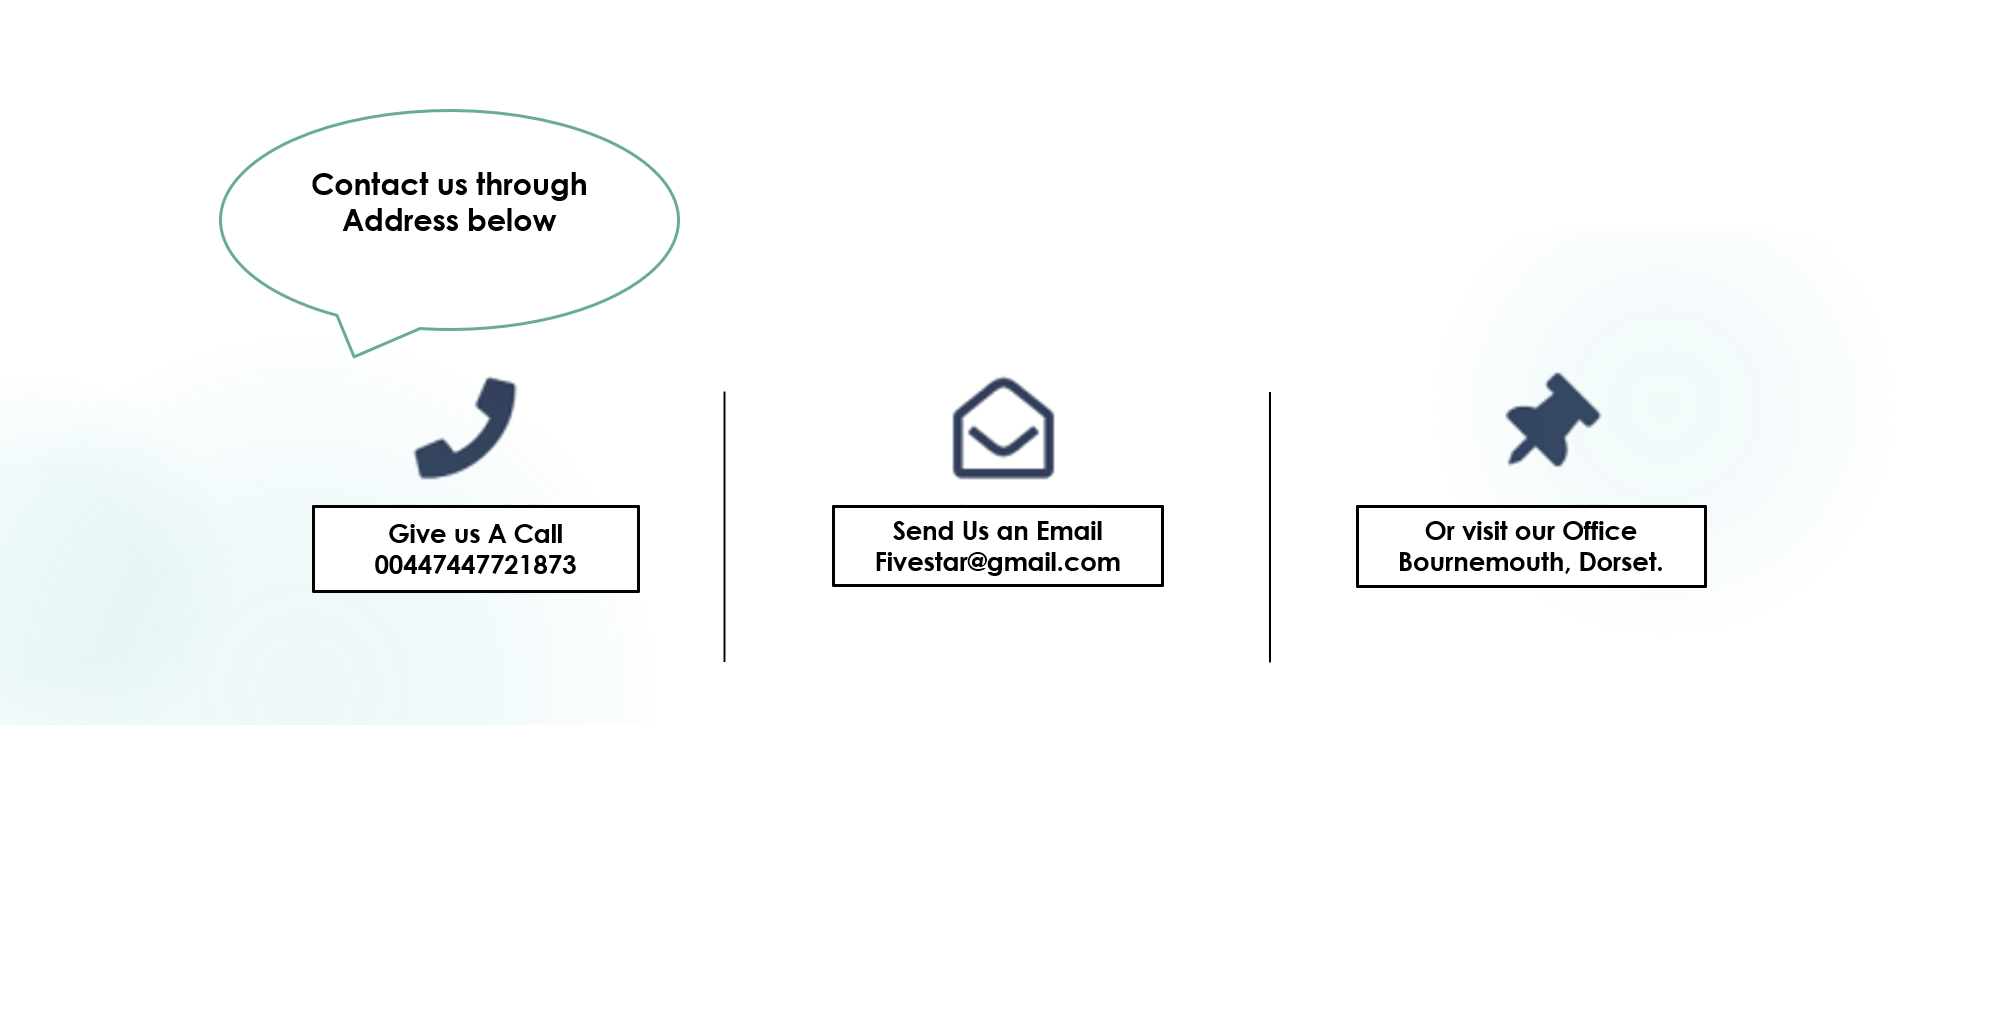 Contact us through
Address below
Give us A Call
00447447721873
Send Us an Email
Fivestar@gmail.com
Or visit our Office
Bournemouth, Dorset.